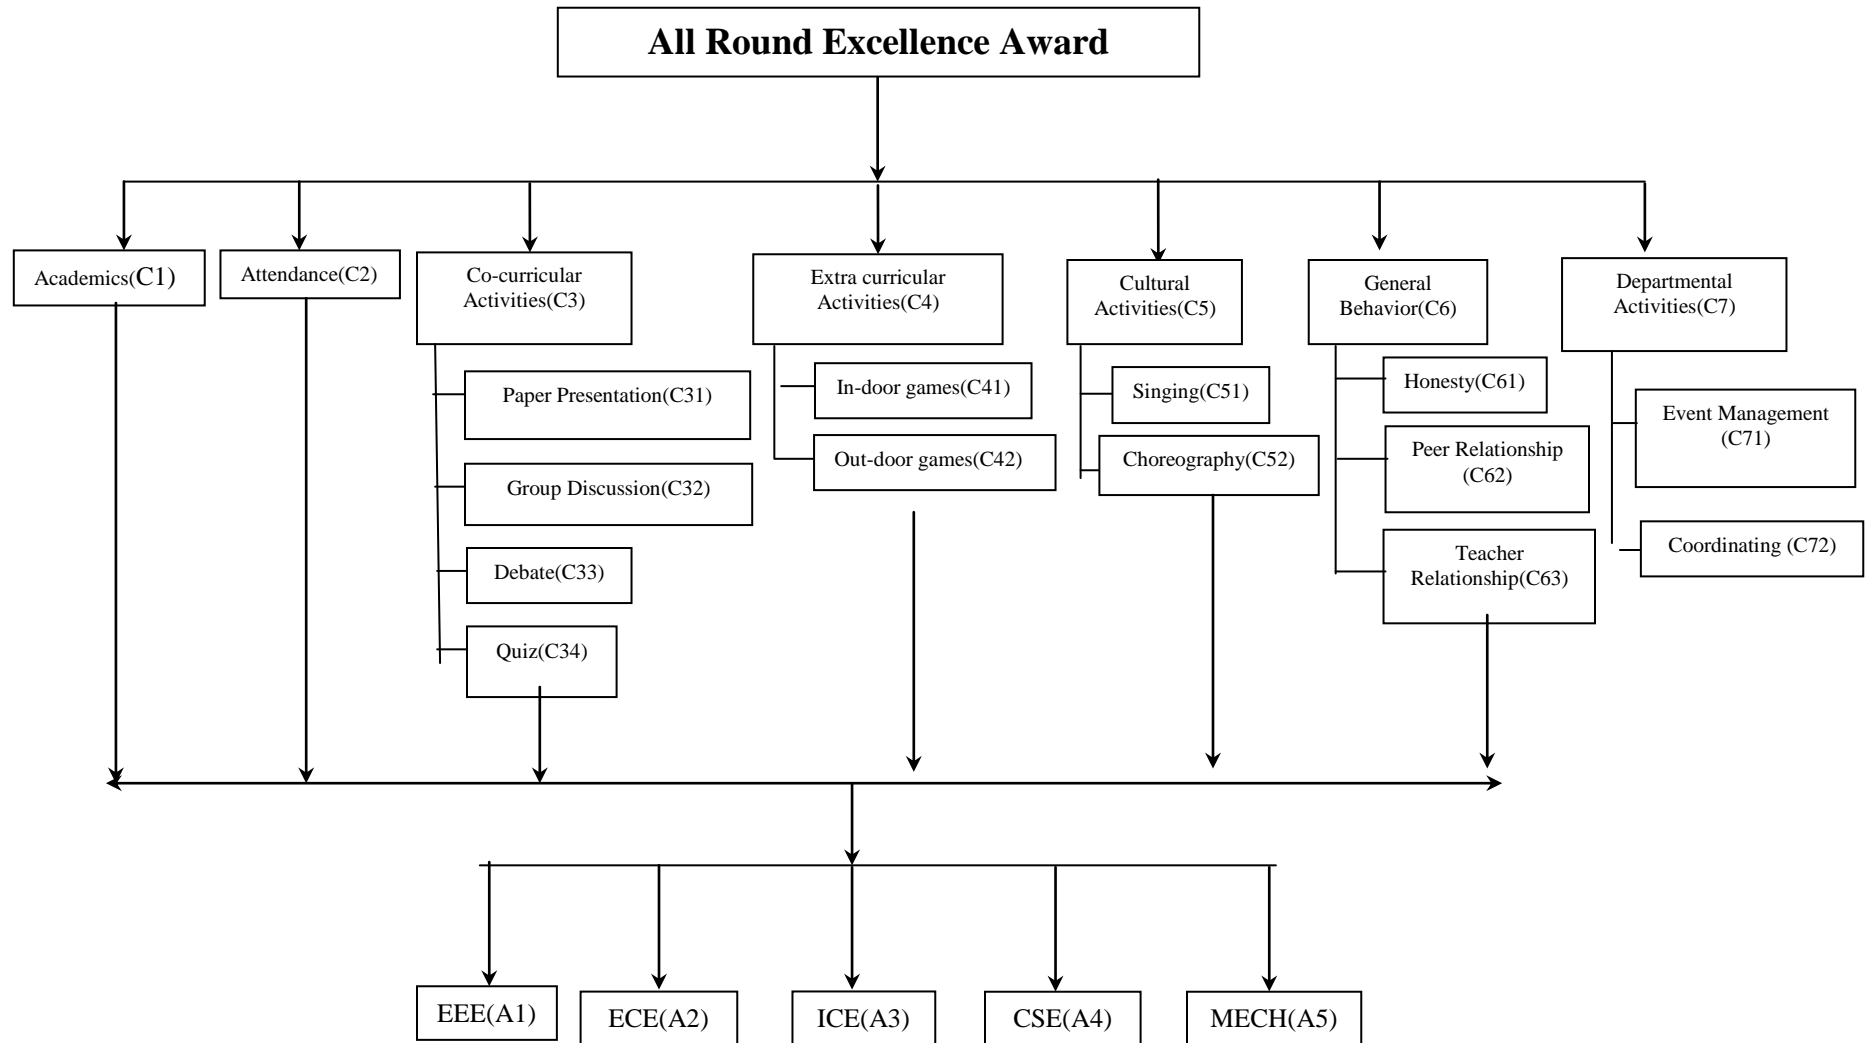 All Round Excellence Award
Academics(C1)
Attendance(C2)
Co-curricular
Activities(C3)
Extra curricular
Activities(C4)
Cultural
Activities(C5)
General
Behavior(C6)
Departmental
Activities(C7)
Paper Presentation(C31)
Group Discussion(C32)
Debate(C33)
Quiz(C34)
In-door games(C41)
Out-door games(C42)
Singing(C51)
Choreography(C52)
Honesty(C61)
Peer Relationship
(C62)
Teacher
Relationship(C63)
Event Management
(C71)
Coordinating (C72)
EEE(A1)
ECE(A2)
ICE(A3)
CSE(A4)
MECH(A5)